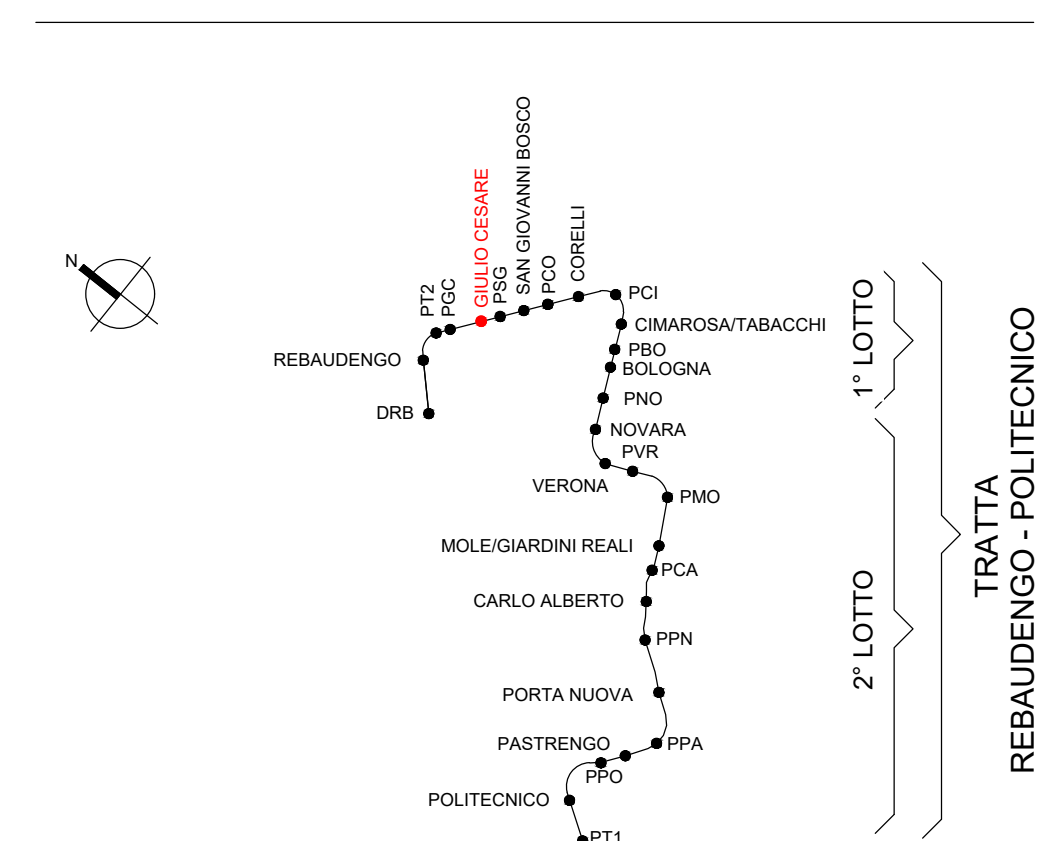 N
PT2
PGC
GIULIO CESARE
PSG
SAN GIOVANNI BOSCO
PCO
CORELLI
PCI
CIMAROSA/TABACCHI
REBAUDENGO
PBO
BOLOGNA
DRB
PNO
NOVARA
PVR
VERONA
PMO
MOLE/GIARDINI REALI
PCA
CARLO ALBERTO
PPN
PORTA NUOVA
PASTRENGO
PPA
PPO
POLITECNICO
PT1
1° LOTTO
2° LOTTO
TRATTA
REBAUDENGO - POLITECNICO